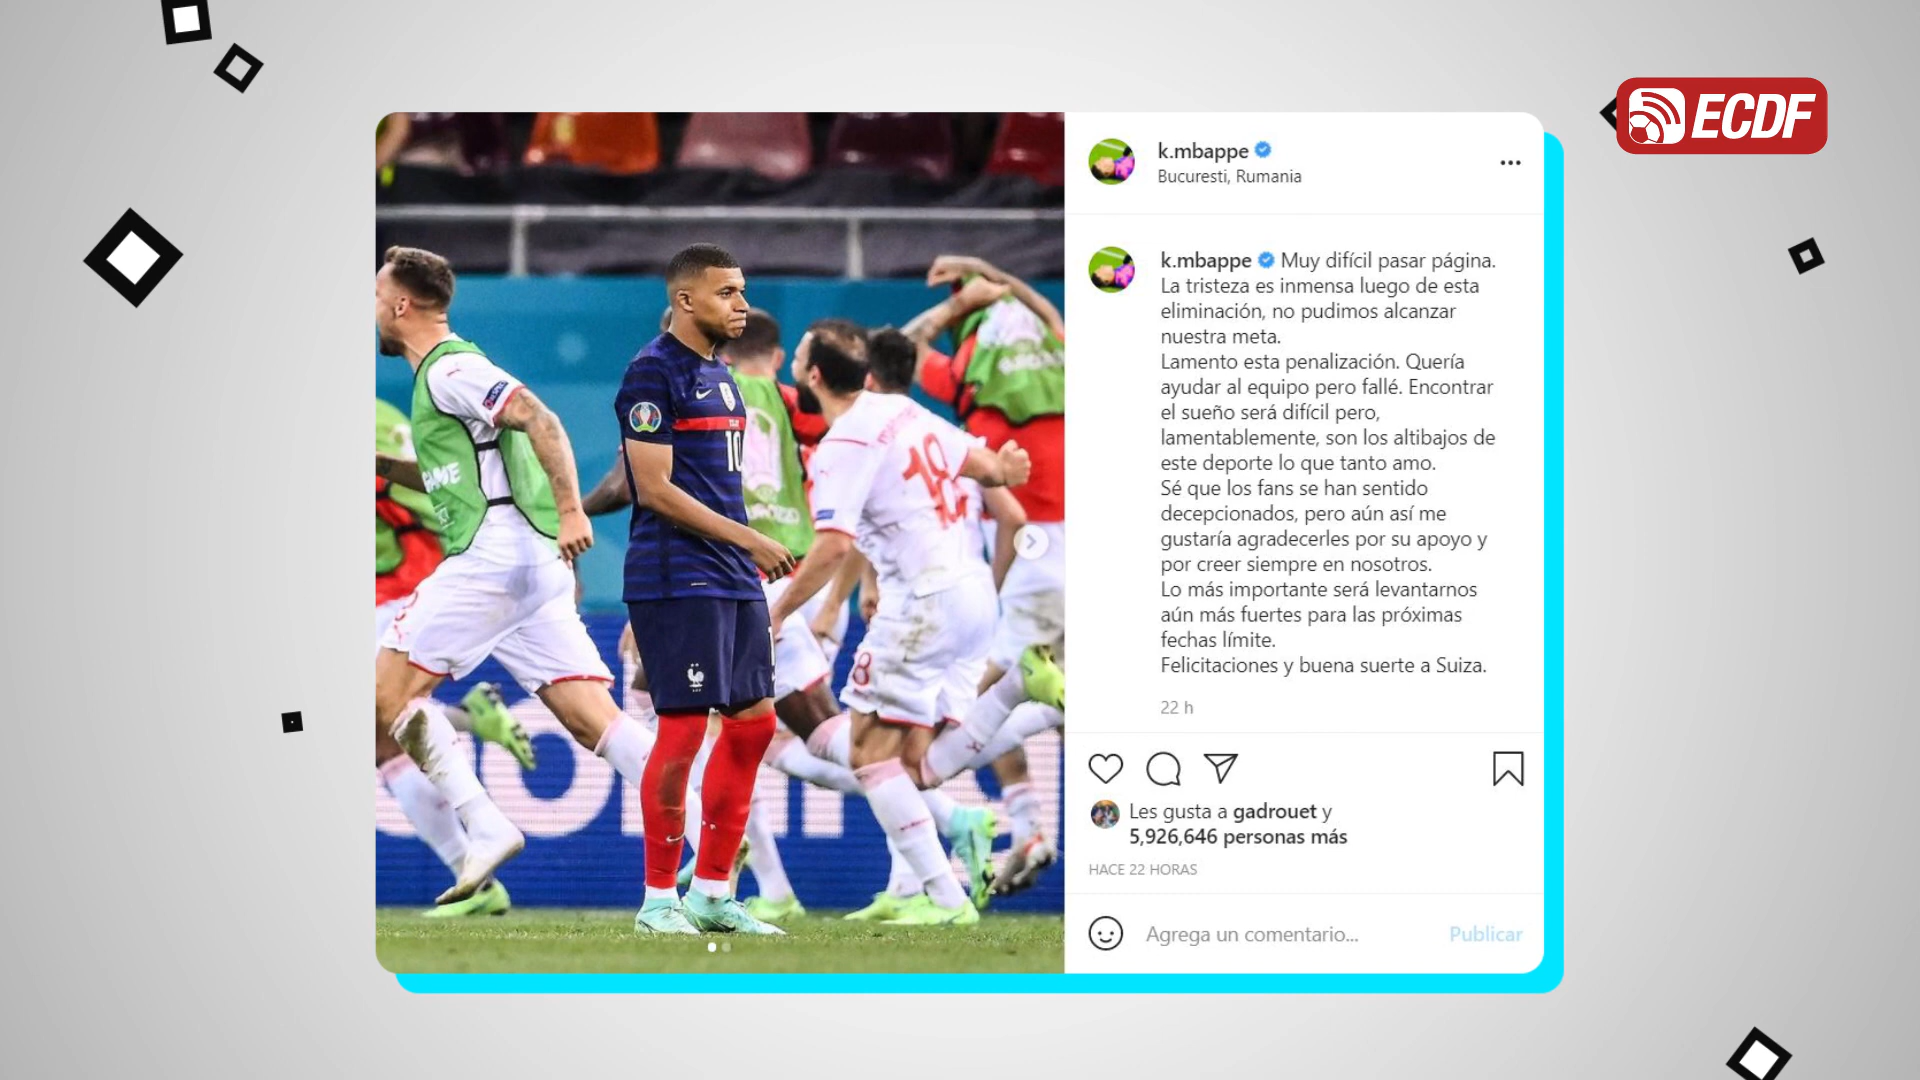 ECDF
k.mbappe
Bucuresti, Rumania
k.mbappe Muy difícil pasar página.
La tristeza es inmensa luego de esta
eliminación, no pudimos alcanzar
nuestra meta.
Lamento esta penalización. Quería
ayudar al equipo pero fallé. Encontrar
el sueño será difícil pero,
lamentablemente, son los altibajos de
este deporte lo que tanto amo.
Sé que los fans se han sentido
decepcionados, pero aún así me
gustaría agradecerles por su apoyo y
por creer siempre en nosotros.
Lo más importante será levantarnos
aún más fuertes para las próximas
fechas límite.
Felicitaciones y buena suerte a Suiza.
22 h
Les gusta a gadrouet y
5,926,646 personas más
HACE 22 HORAS
Agrega un comentario... Publicar
10
18
8